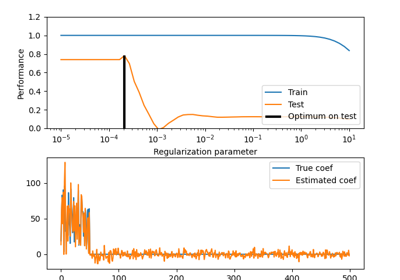 1.2
1.0
0.8
0.6
0.4
0.2
0.0
Performance
Train
Test
Optimum on test
10⁻⁵ 10⁻⁴ 10⁻³ 10⁻² 10⁻¹ 10⁰ 10¹
Regularization parameter
100
50
0
True coef
Estimated coef
0 100 200 300 400 500